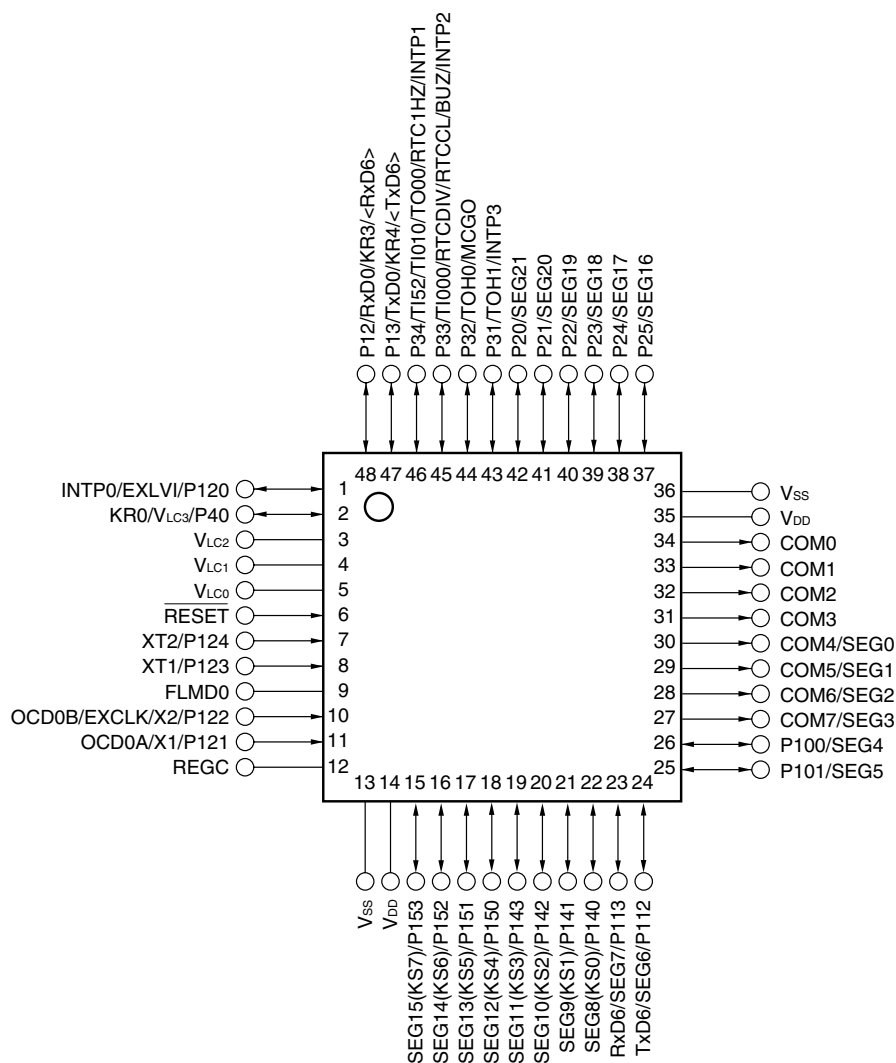 P12/RxD0/KR3/<RxD6>
P13/TxD0/KR4/<TxD6>
P34/TI52/TI010/TO00/RTC1HZ/INTP1
P33/TI000/RTCDIV/RTCCL/BUZ/INTP2
P32/TOH0/MCGO
P31/TOH1/INTP3
P20/SEG21
P21/SEG20
P22/SEG19
P23/SEG18
P24/SEG17
P25/SEG16
48 47 46 45 44 43 42 41 40 39 38 37
INTP0/EXLVI/P120 1
KR0/VLC3/P40 2
VLC2 3
VLC1 4
VLC0 5
RESET 6
XT2/P124 7
XT1/P123 8
FLMD0 9
OCD0B/EXCLK/X2/P122 10
OCD0A/X1/P121 11
REGC 12
36 VSS
35 VDD
34 COM0
33 COM1
32 COM2
31 COM3
30 COM4/SEG0
29 COM5/SEG1
28 COM6/SEG2
27 COM7/SEG3
26 P100/SEG4
25 P101/SEG5
13 14 15 16 17 18 19 20 21 22 23 24
VSS
VDD
SEG15(KS7)/P153
SEG14(KS6)/P152
SEG13(KS5)/P151
SEG12(KS4)/P150
SEG11(KS3)/P143
SEG10(KS2)/P142
SEG9(KS1)/P141
SEG8(KS0)/P140
RxD6/SEG7/P113
TxD6/SEG6/P112